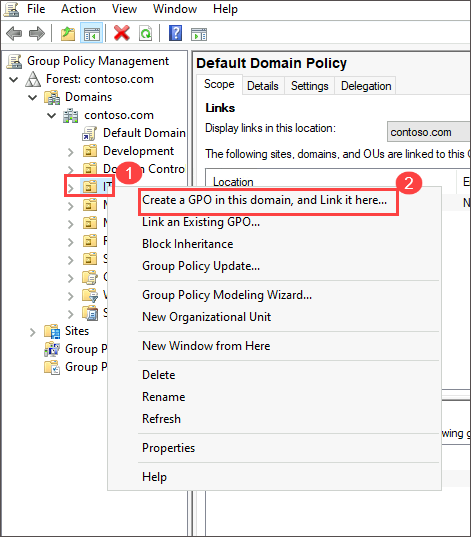 File Action View Window Help
Group Policy Management
Forest: contoso.com
Domains
contoso.com
Default Domain
Development
Domain Contro
IT
1
Sites
Group P
Group P
Default Domain Policy
Scope Details Settings Delegation
Links
Display links in this location: contoso.com
The following sites, domains, and OUs are linked to this G
Location E
N
2
Create a GPO in this domain, and Link it here...
Link an Existing GPO...
Block Inheritance
Group Policy Update...
Group Policy Modeling Wizard...
New Organizational Unit
New Window from Here
Delete
Rename
Refresh
Properties
Help
wing g